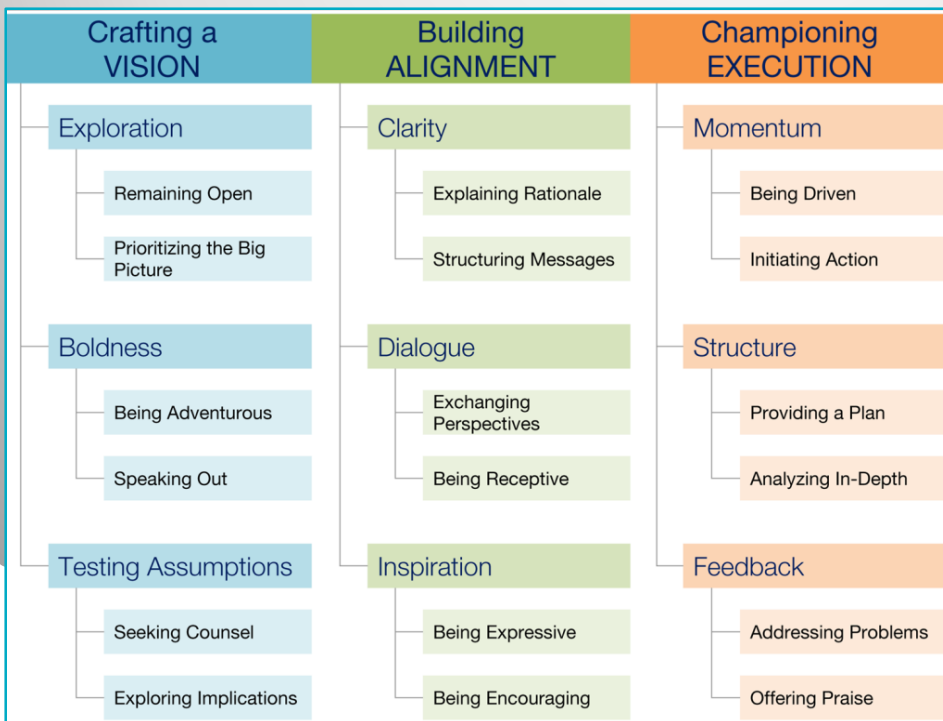 Crafting a
VISION
Exploration
Remaining Open
Prioritizing the Big
Picture
Boldness
Being Adventurous
Speaking Out
Testing Assumptions
Seeking Counsel
Exploring Implications
Building
ALIGNMENT
Clarity
Explaining Rationale
Structuring Messages
Dialogue
Exchanging
Perspectives
Being Receptive
Inspiration
Being Expressive
Being Encouraging
Championing
EXECUTION
Momentum
Being Driven
Initiating Action
Structure
Providing a Plan
Analyzing In-Depth
Feedback
Addressing Problems
Offering Praise